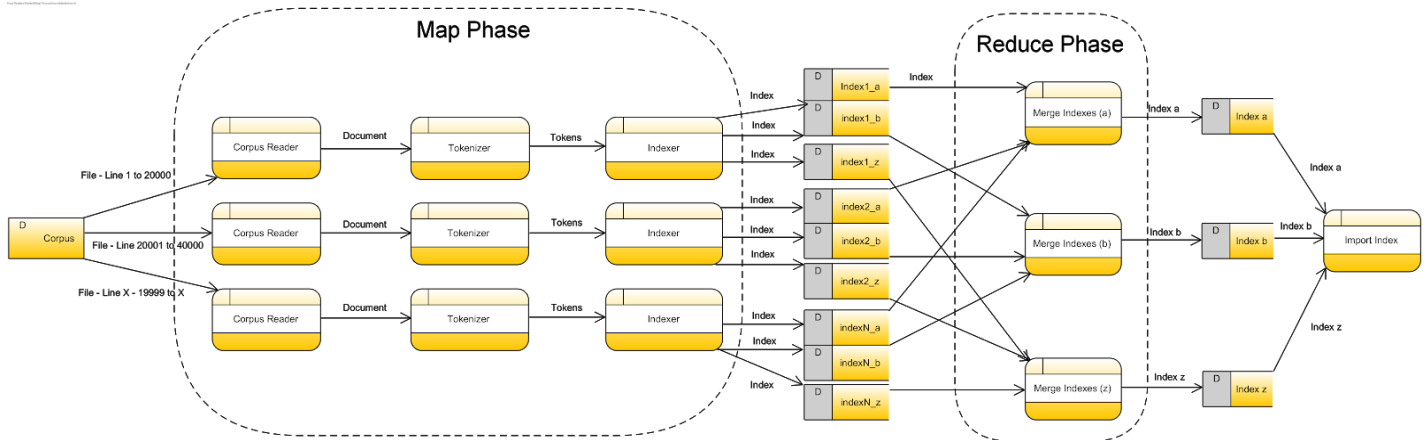 Map Phase
Reduce Phase
D
Corpus
File - Line 1 to 20000
File - Line 20001 to 40000
File - Line X - 19999 to X
Corpus Reader
Document
Tokenizer
Tokens
Indexer
Corpus Reader
Document
Tokenizer
Tokens
Indexer
Corpus Reader
Document
Tokenizer
Tokens
Indexer
Index
Index
Index
Index
Index
Index
Index
Index
Index
D
Index1_a
D
index1_b
D
index1_z
D
index2_a
D
index2_b
D
index2_z
D
indexN_a
D
indexN_b
D
indexN_z
Index
Merge Indexes (a)
Merge Indexes (b)
Merge Indexes (z)
Index a
Index b
Index z
D
Index a
D
Index b
D
Index z
Index a
Index b
Index z
Import Index